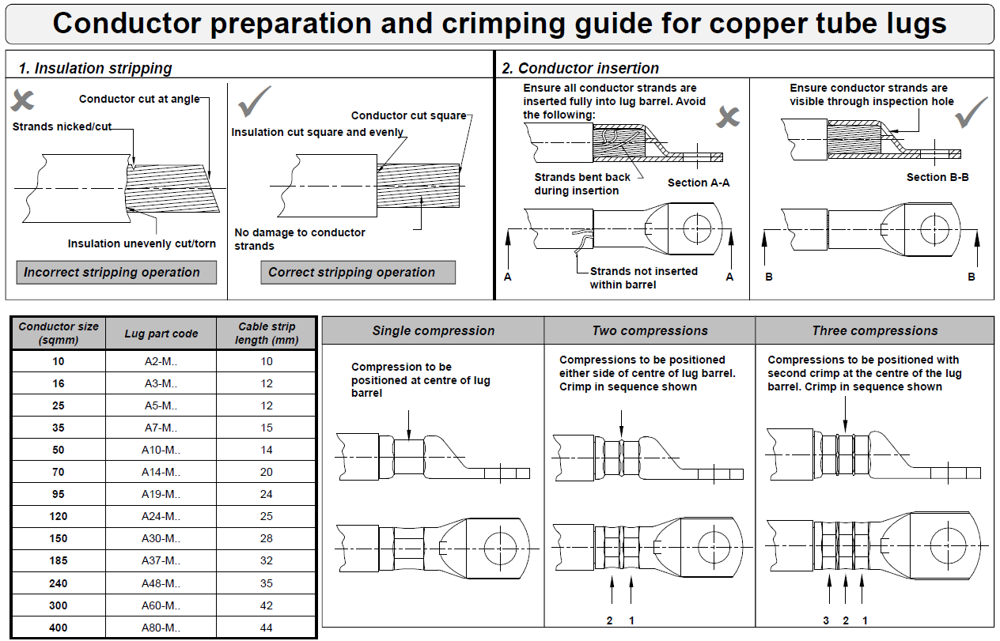 Conductor preparation and crimping guide for copper tube lugs
1. Insulation stripping
Conductor cut at angle
Strands nicked/cut
Insulation unevenly cut/torn
Incorrect stripping operation
Conductor cut square
Insulation cut square and evenly
No damage to conductor
strands
Correct stripping operation
2. Conductor insertion
Ensure all conductor strands are
inserted fully into lug barrel. Avoid
the following:
Strands bent back
during insertion
Section A-A
A
A
Strands not inserted
within barrel
Ensure conductor strands are
visible through inspection hole
Section B-B
B
B
Conductor size (sqmm) Lug part code Cable strip length (mm)
10 A2-M.. 10
16 A3-M.. 12
25 A5-M.. 12
35 A7-M.. 15
50 A10-M.. 14
70 A14-M.. 20
95 A19-M.. 24
120 A24-M.. 25
150 A30-M.. 28
185 A37-M.. 32
240 A48-M.. 35
300 A60-M.. 42
400 A80-M.. 44
Single compression
Compression to be
positioned at centre of lug
barrel
Two compressions
Compressions to be positioned
either side of centre of lug barrel.
Crimp in sequence shown
2 1
Three compressions
Compressions to be positioned with
second crimp at the centre of the lug
barrel. Crimp in sequence shown
3 2 1